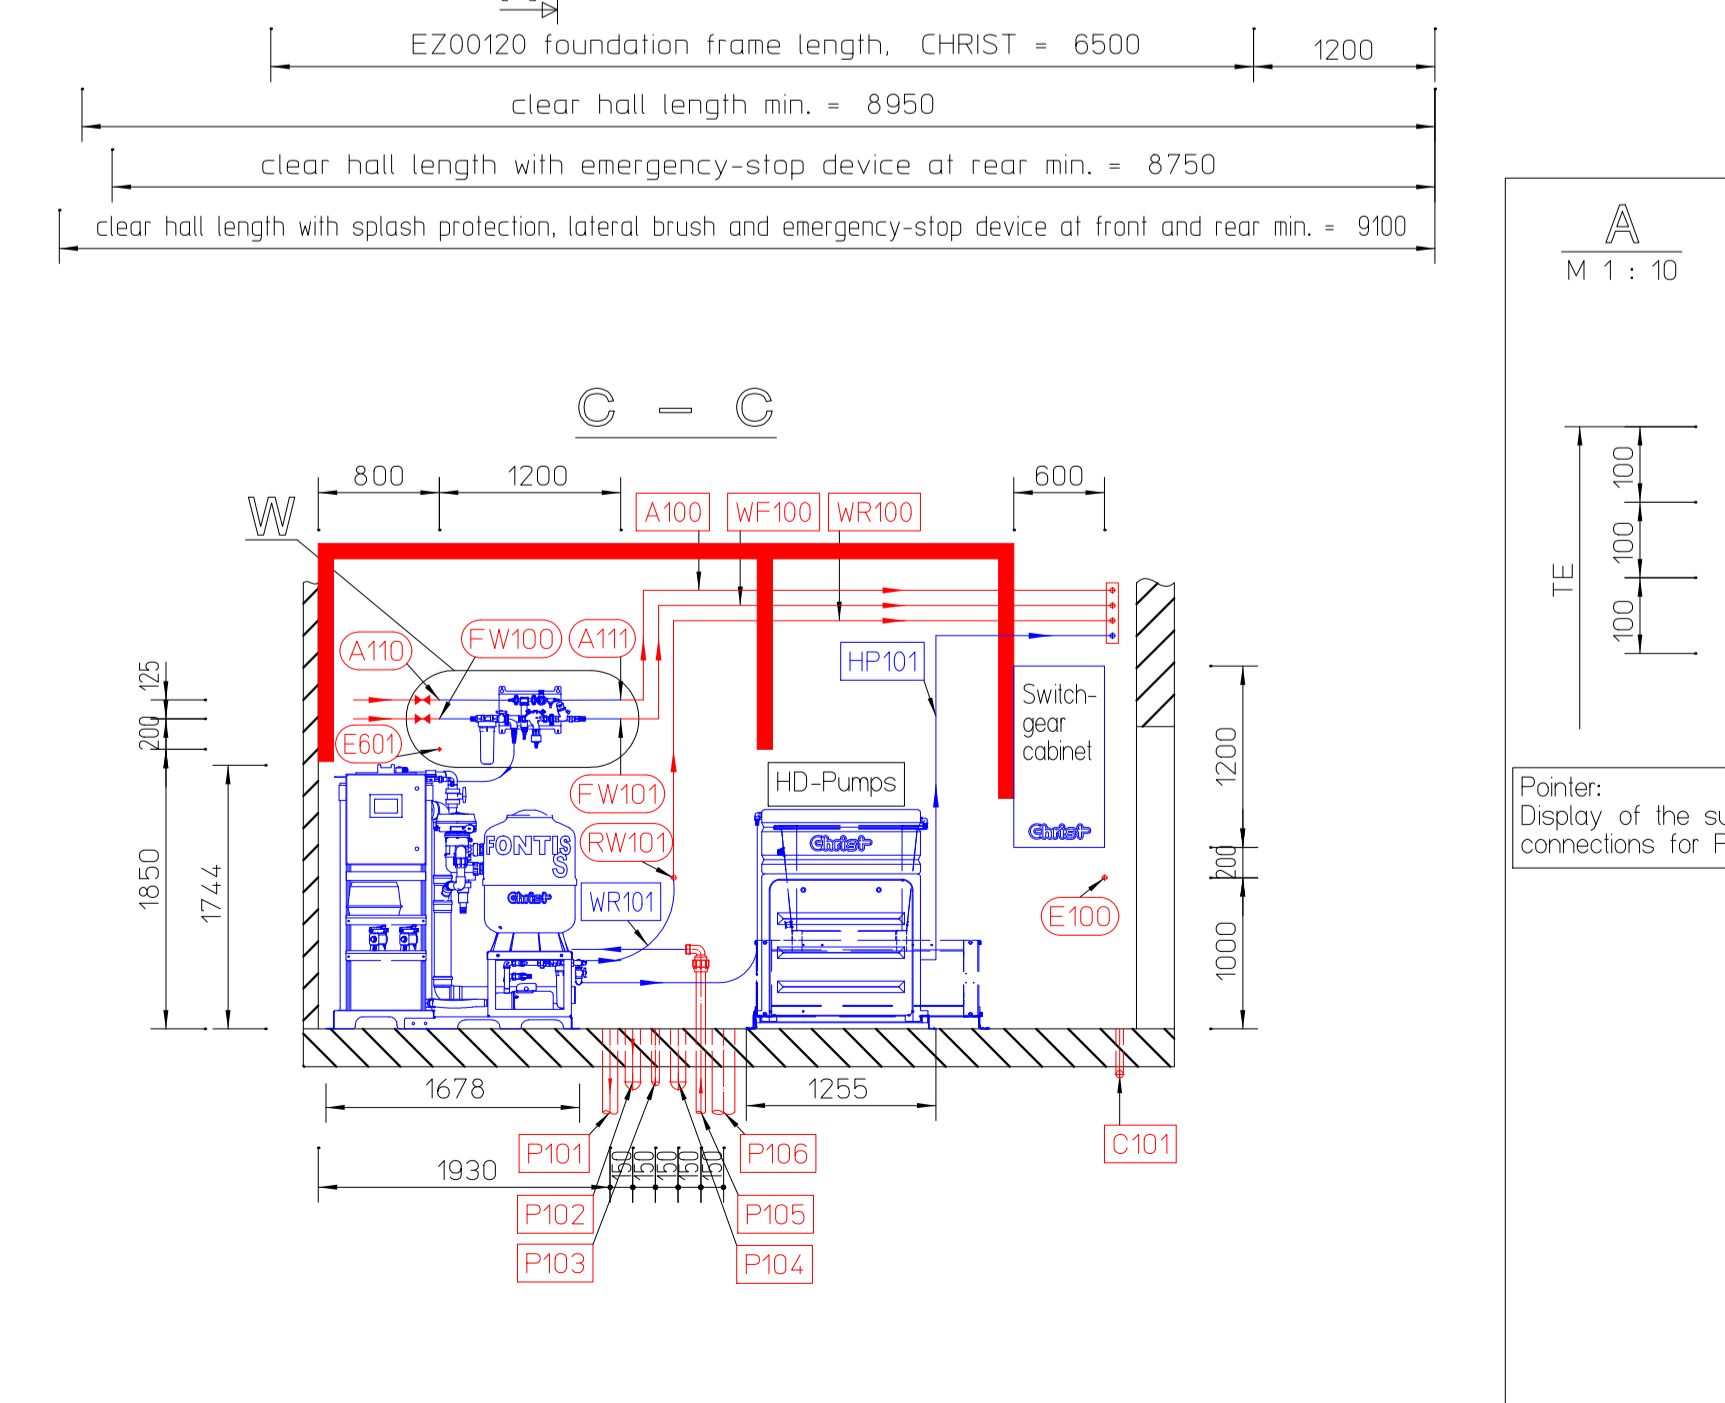 EZ00120 foundation frame length, CHRIST = 6500
1200
clear hall length min. = 8950
clear hall length with emergency-stop device at rear min. = 8750
clear hall length with splash protection, lateral brush and emergency-stop device at front and rear min. = 9100
A
M 1 : 10
C - C
800
1200
600
W
A100
WF100
WR100
100
100
100
TE
A110
FW100
A111
HP101
125
200
E601
Switch-
gear
cabinet
1200
FW101
HD-Pumps
Pointer:
Display of the su
connections for P
FONTIS
S
RW101
Christ
Christ
200
1850
1744
Christ
WR101
E100
1000
1678
1255
P101
150
150
150
150
150
P106
C101
1930
P102
P105
P103
P104